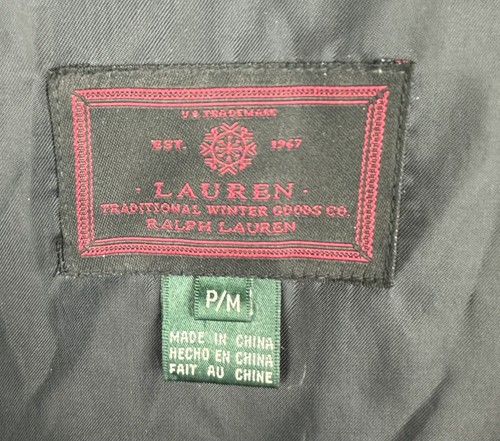 U.S. TRADEMARK
EST. 1967
· LAUREN ·
TRADITIONAL WINTER GOODS CO.
RALPH LAUREN
P/M
MADE IN CHINA
HECHO EN CHINA
FAIT AU CHINE